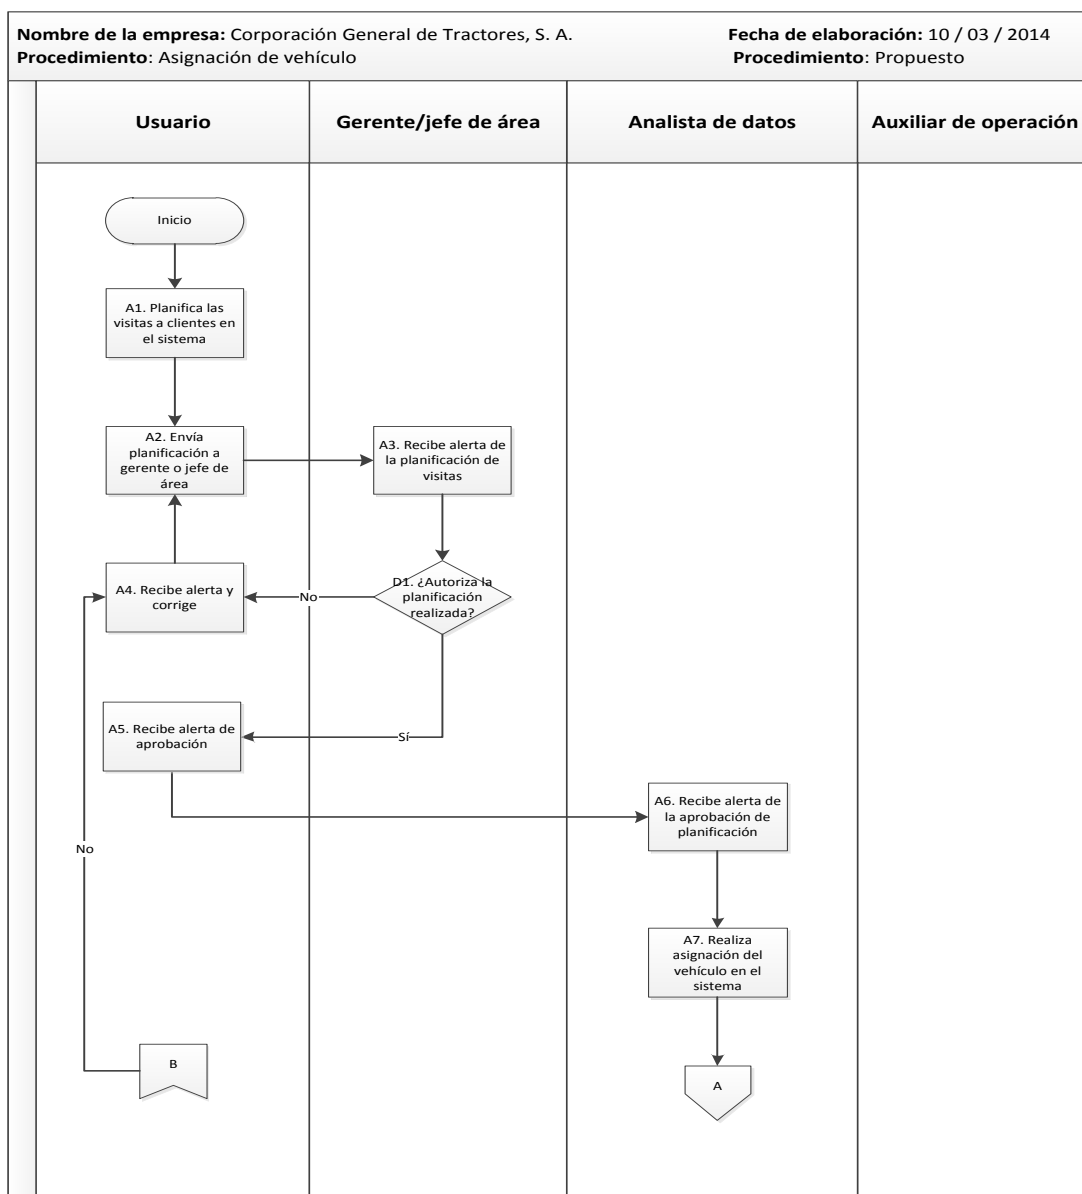 Nombre de la empresa: Corporación General de Tractores, S. A. Fecha de elaboración: 10 / 03 / 2014
Procedimiento: Asignación de vehículo Procedimiento: Propuesto
Usuario Gerente/jefe de área Analista de datos Auxiliar de operación
Inicio
A1. Planifica las
visitas a clientes en
el sistema
A2. Envía
planificación a
gerente o jefe de
área
A3. Recibe alerta de
la planificación de
visitas
D1. ¿Autoriza la
planificación
realizada?
No
A4. Recibe alerta y
corrige
Sí
A5. Recibe alerta de
aprobación
A6. Recibe alerta de
la aprobación de
planificación
No
A7. Realiza
asignación del
vehículo en el
sistema
B
A